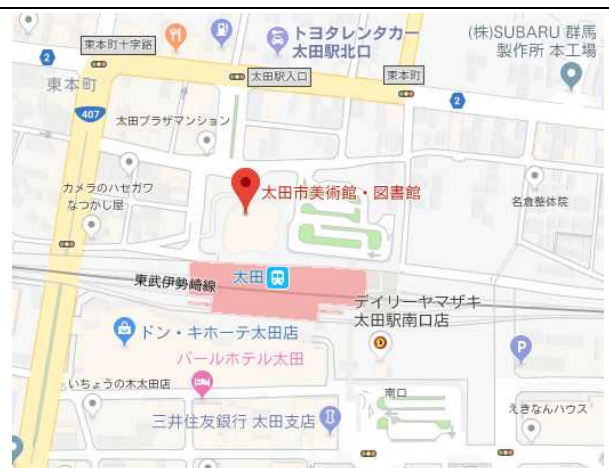 東本町十字路
トヨタレンタカー
太田駅北口
(株)SUBARU 群馬
製作所 本工場
2
東本町
太田駅入口
東本町
2
407
太田プラザマンション
カメラのハセガワ
なつかし屋
太田市美術館・図書館
名倉整体院
東武伊勢崎線
太田
デイリーヤマザキ
太田駅南口店
ドン・キホーテ太田店
パールホテル太田
P
いちょうの木太田店
南口
三井住友銀行 太田支店
えきなんハウス